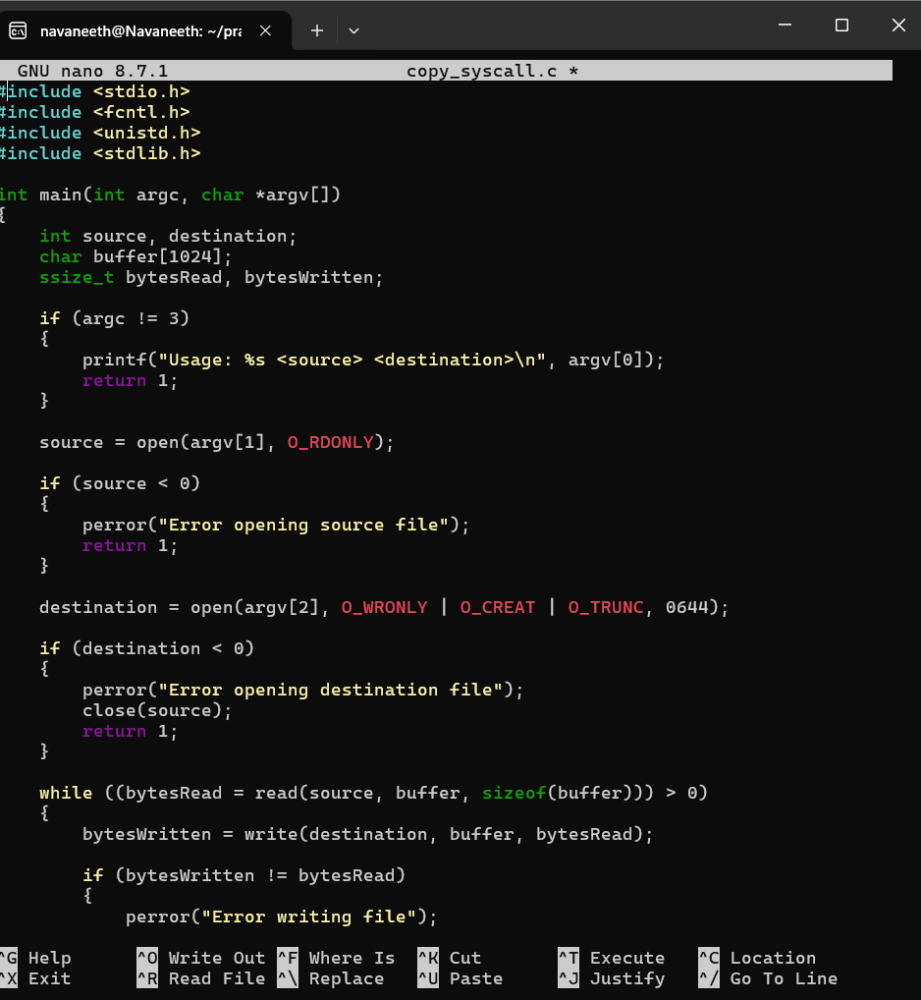 navaneeth@Navaneeth: ~/pra
GNU nano 8.7.1 copy_syscall.c *
#include <stdio.h>
#include <fcntl.h>
#include <unistd.h>
#include <stdlib.h>

int main(int argc, char *argv[])
{
    int source, destination;
    char buffer[1024];
    ssize_t bytesRead, bytesWritten;

    if (argc != 3)
    {
        printf("Usage: %s <source> <destination>\n", argv[0]);
        return 1;
    }

    source = open(argv[1], O_RDONLY);

    if (source < 0)
    {
        perror("Error opening source file");
        return 1;
    }

    destination = open(argv[2], O_WRONLY | O_CREAT | O_TRUNC, 0644);

    if (destination < 0)
    {
        perror("Error opening destination file");
        close(source);
        return 1;
    }

    while ((bytesRead = read(source, buffer, sizeof(buffer))) > 0)
    {
        bytesWritten = write(destination, buffer, bytesRead);

        if (bytesWritten != bytesRead)
        {
            perror("Error writing file");

^G Help ^O Write Out ^F Where Is ^K Cut ^T Execute ^C Location
^X Exit ^R Read File ^\ Replace ^U Paste ^J Justify ^/ Go To Line